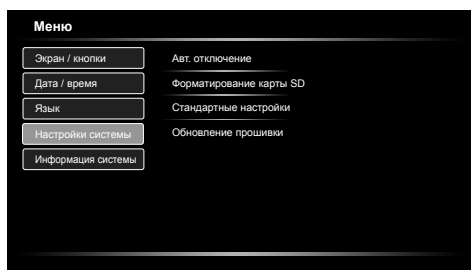 Меню
Экран / кнопки
Дата / время
Язык
Настройки системы
Информация системы
Авт. отключение
Форматирование карты SD
Стандартные настройки
Обновление прошивки